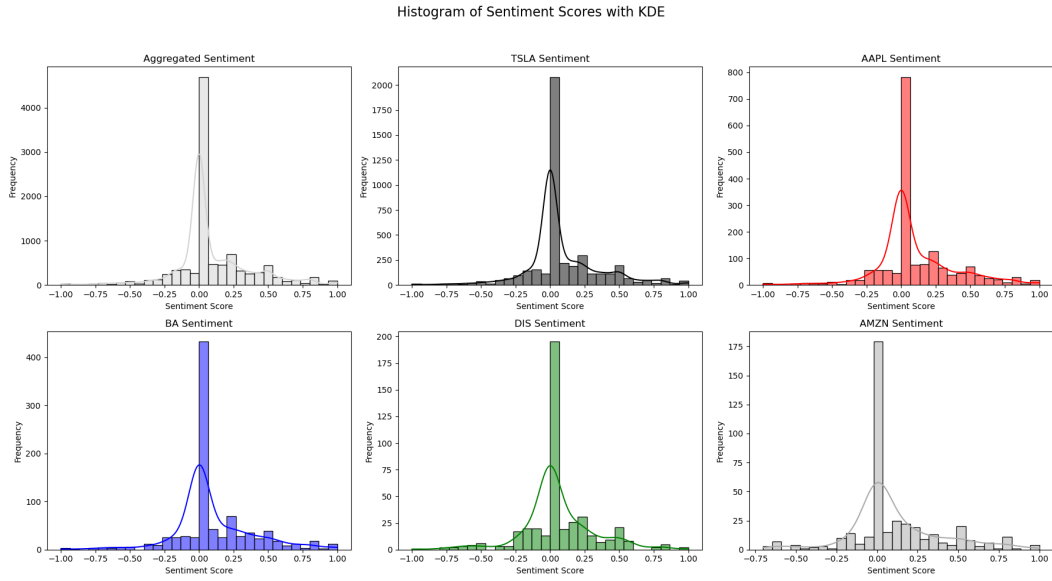 Histogram of Sentiment Scores with KDE
Aggregated Sentiment
Frequency
4000
3000
2000
1000
0
−1.00 −0.75 −0.50 −0.25 0.00 0.25 0.50 0.75 1.00
Sentiment Score
TSLA Sentiment
Frequency
2000
1750
1500
1250
1000
750
500
250
0
−1.00 −0.75 −0.50 −0.25 0.00 0.25 0.50 0.75 1.00
Sentiment Score
AAPL Sentiment
Frequency
800
700
600
500
400
300
200
100
0
−1.00 −0.75 −0.50 −0.25 0.00 0.25 0.50 0.75 1.00
Sentiment Score
BA Sentiment
Frequency
400
300
200
100
0
−1.00 −0.75 −0.50 −0.25 0.00 0.25 0.50 0.75 1.00
Sentiment Score
DIS Sentiment
Frequency
200
175
150
125
100
75
50
25
0
−1.00 −0.75 −0.50 −0.25 0.00 0.25 0.50 0.75 1.00
Sentiment Score
AMZN Sentiment
Frequency
175
150
125
100
75
50
25
0
−0.75 −0.50 −0.25 0.00 0.25 0.50 0.75 1.00
Sentiment Score